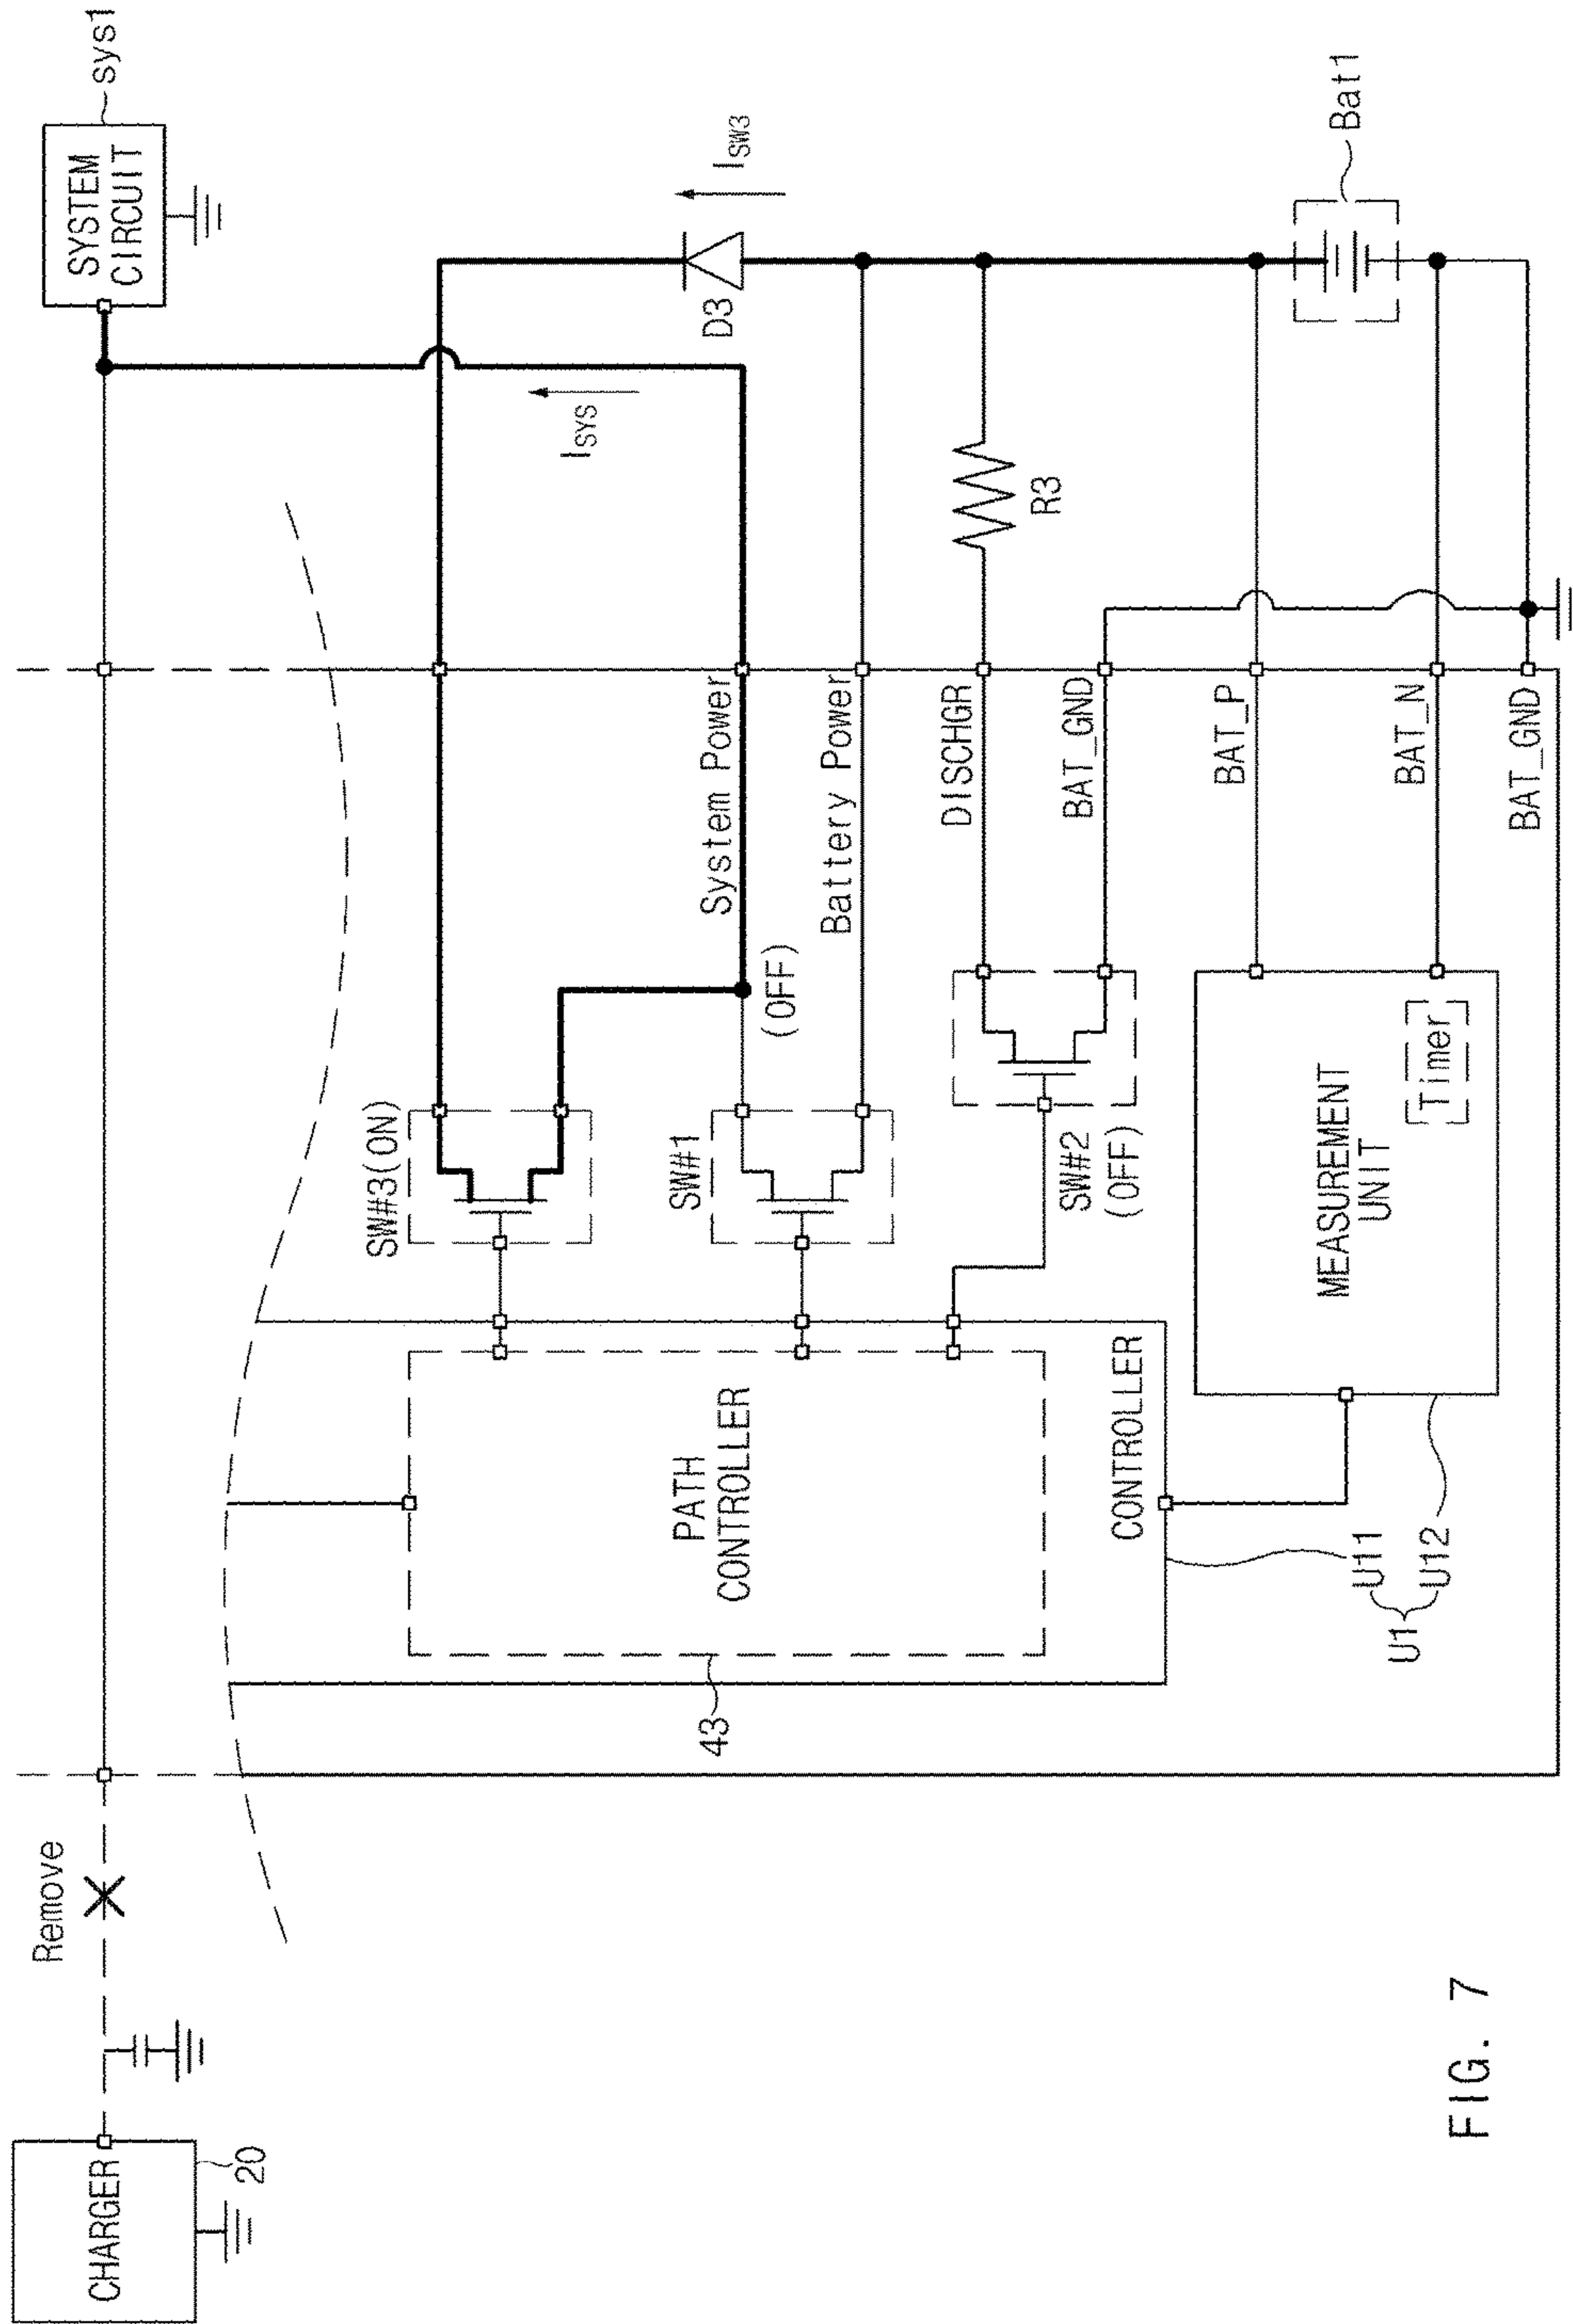 CHARGER
20
Remove
SYSTEM
CIRCUIT
sys1
SW#3(ON)
I_SYS
D3
I_SW3
System Power
(OFF)
SW#1
Battery Power
PATH
CONTROLLER
43
DISCHGR
R3
SW#2
(OFF)
BAT_GND
CONTROLLER
BAT_P
MEASUREMENT
UNIT
Timer
BAT_N
BAT_GND
Bat1
U11
U1
U12
FIG. 7